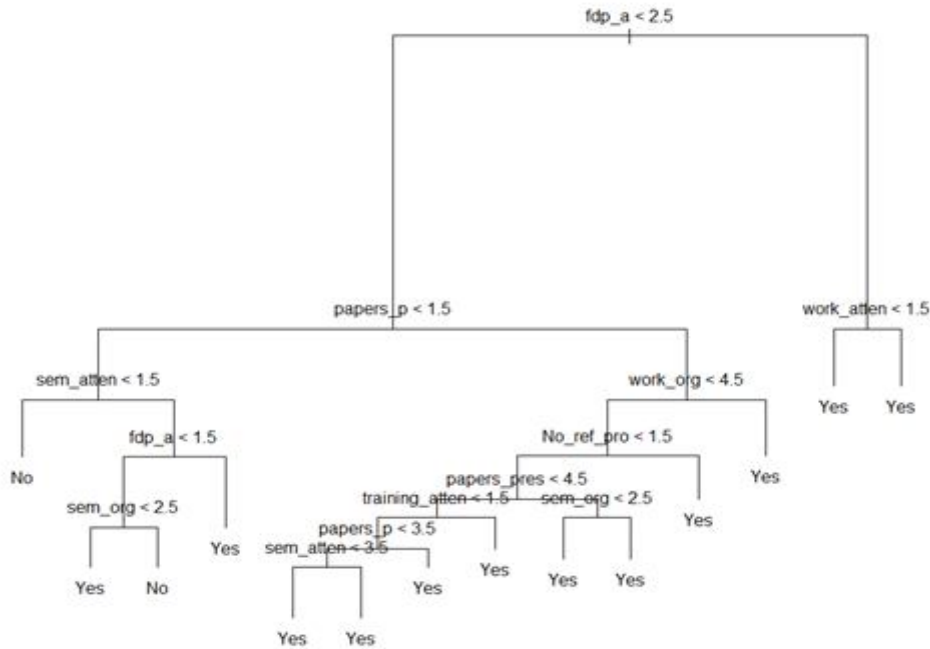 fdp_a < 2.5
papers_p < 1.5
work_atten < 1.5
sem_atten < 1.5
work_org < 4.5
Yes
Yes
fdp_a < 1.5
No_ref_pro < 1.5
No
Yes
papers_pres < 4.5
training_atten < 1.5
sem_org < 2.5
sem_org < 2.5
Yes
papers_p < 3.5
Yes
sem_atten < 3.5
Yes
Yes
Yes
Yes
No
Yes
Yes
Yes
Yes